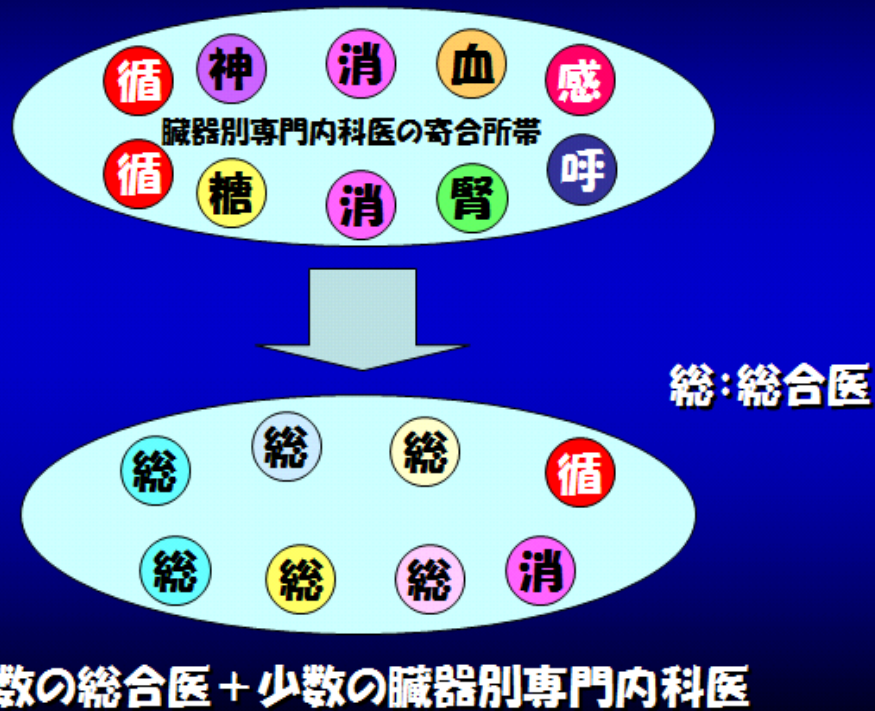 循 神 消 血 感
臓器別専門内科医の寄合所帯
循 糖 消 腎 呼
総:総合医
総 総 総 循
総 総 総 消
数の総合医+少数の臓器別専門内科医